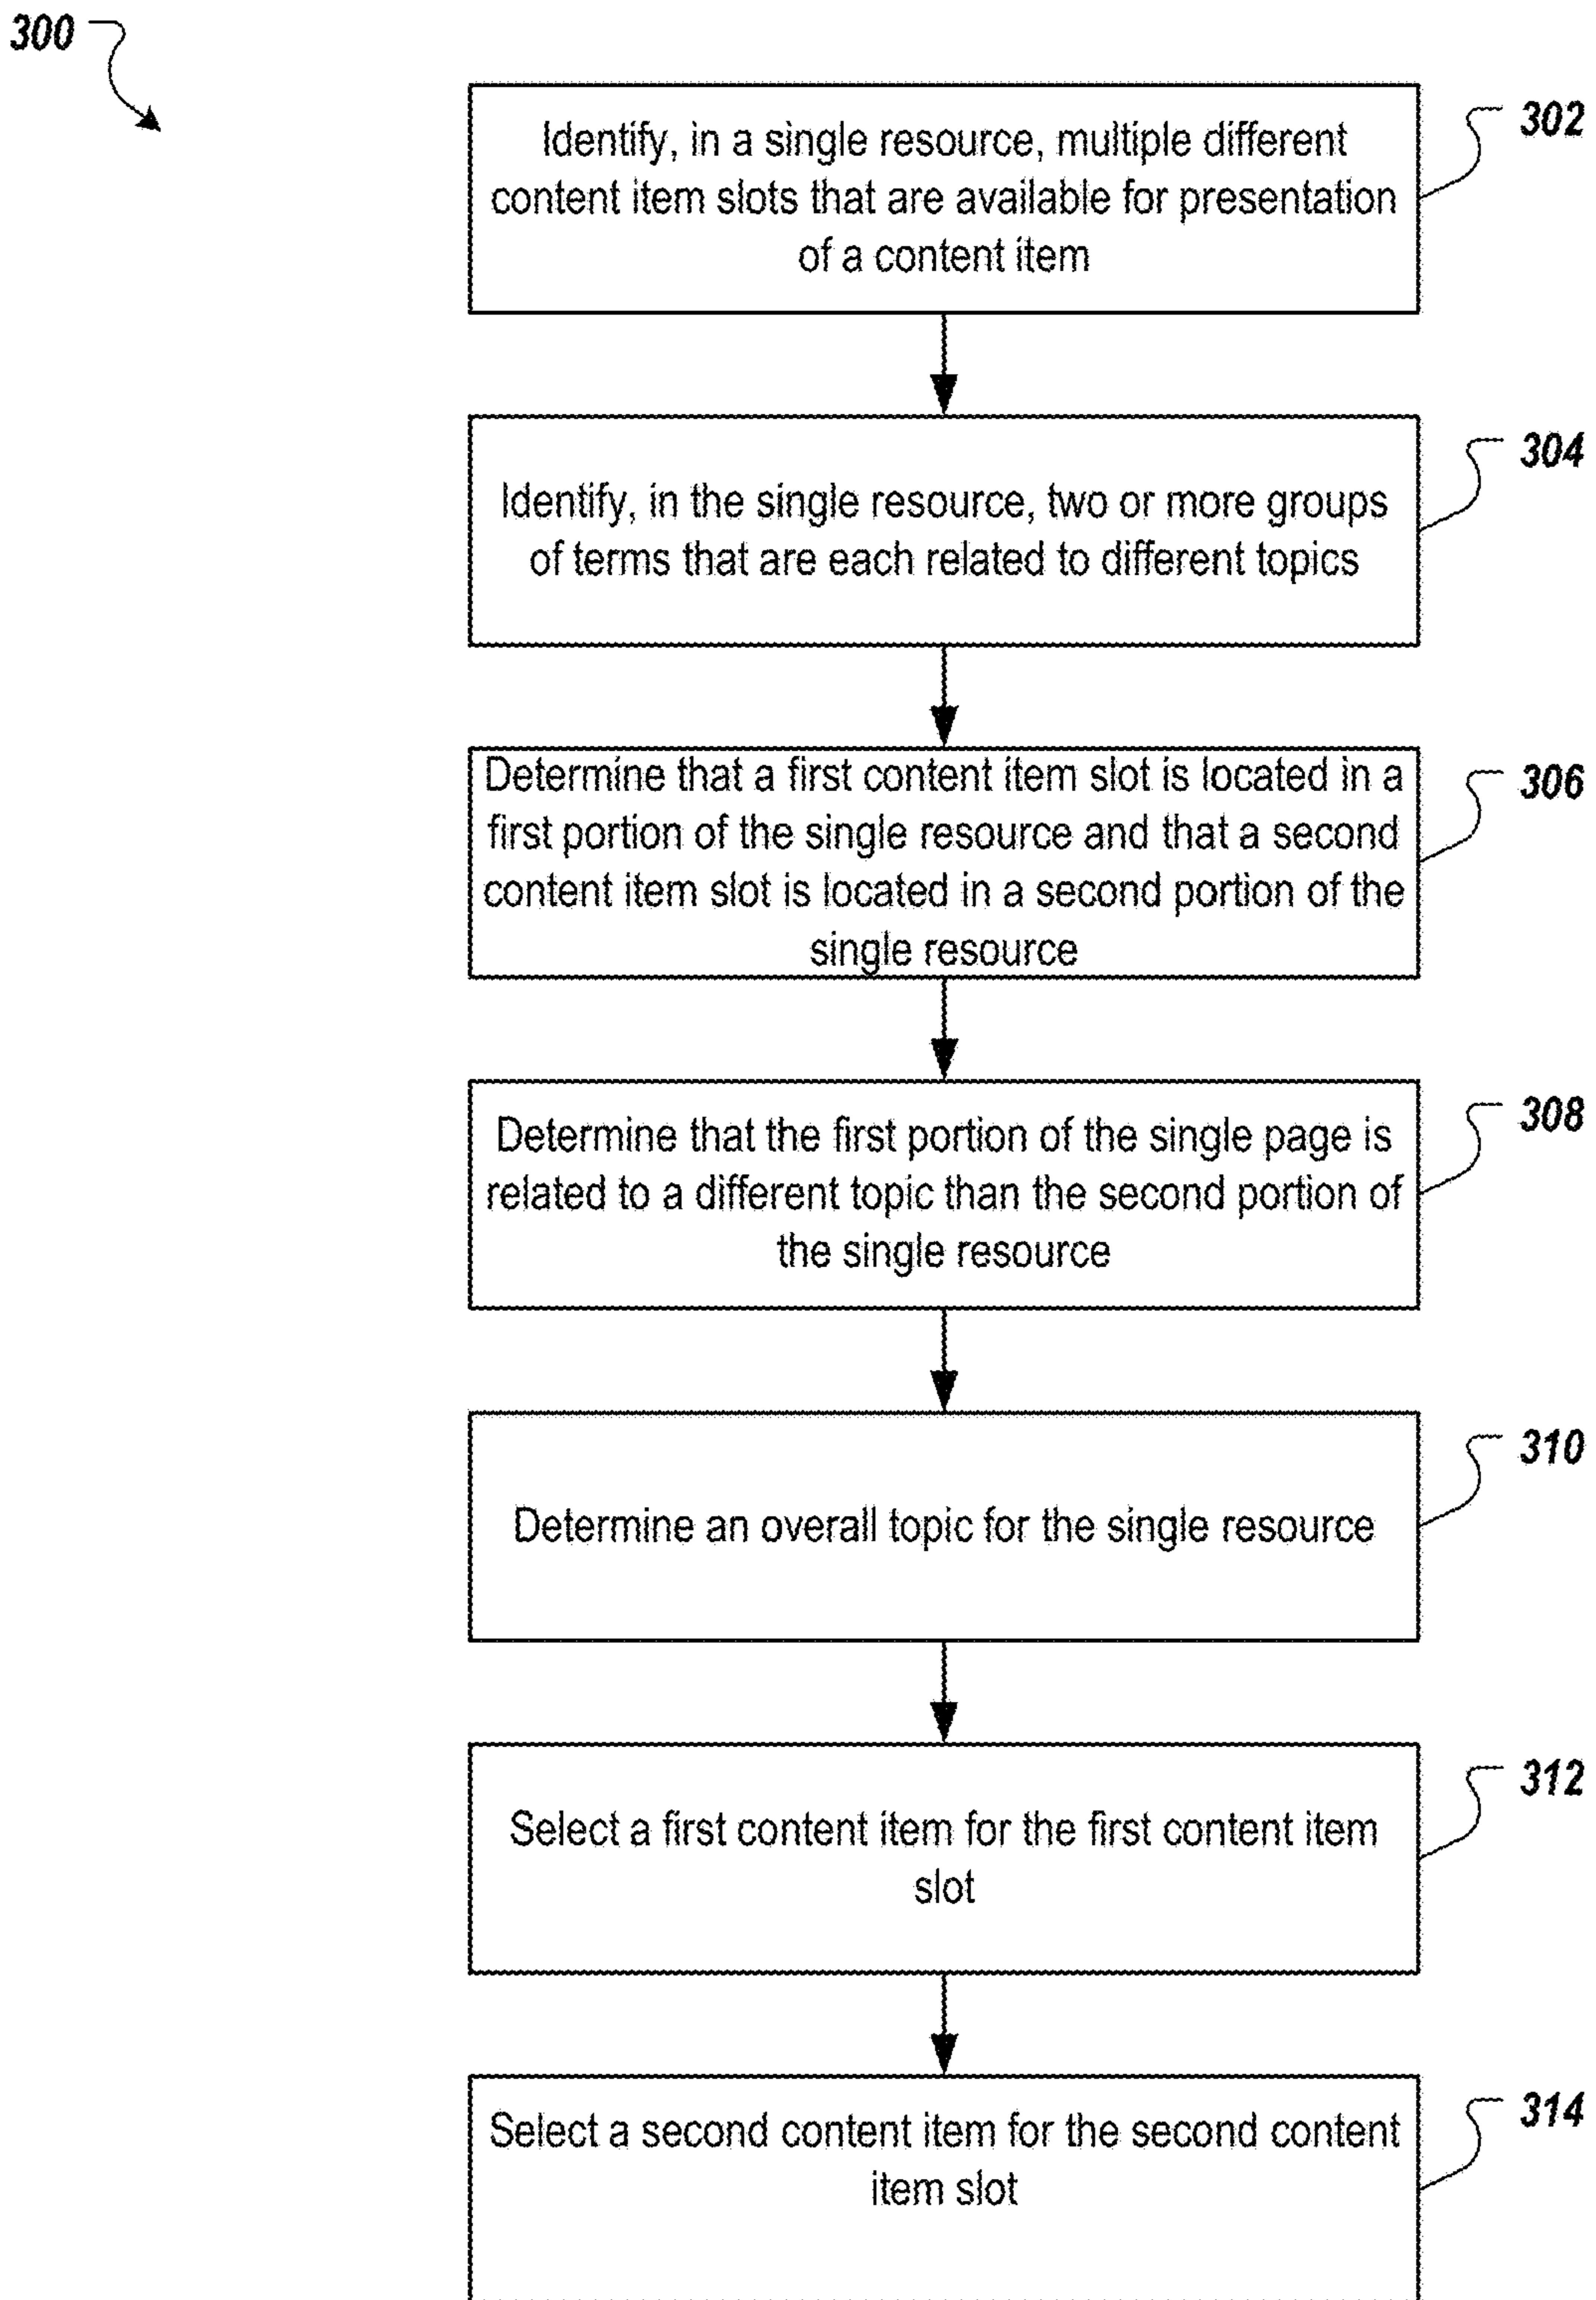 300
302
Identify, in a single resource, multiple different
content item slots that are available for presentation
of a content item
304
Identify, in the single resource, two or more groups
of terms that are each related to different topics
306
Determine that a first content item slot is located in a
first portion of the single resource and that a second
content item slot is located in a second portion of the
single resource
308
Determine that the first portion of the single page is
related to a different topic than the second portion of
the single resource
310
Determine an overall topic for the single resource
312
Select a first content item for the first content item
slot
314
Select a second content item for the second content
item slot